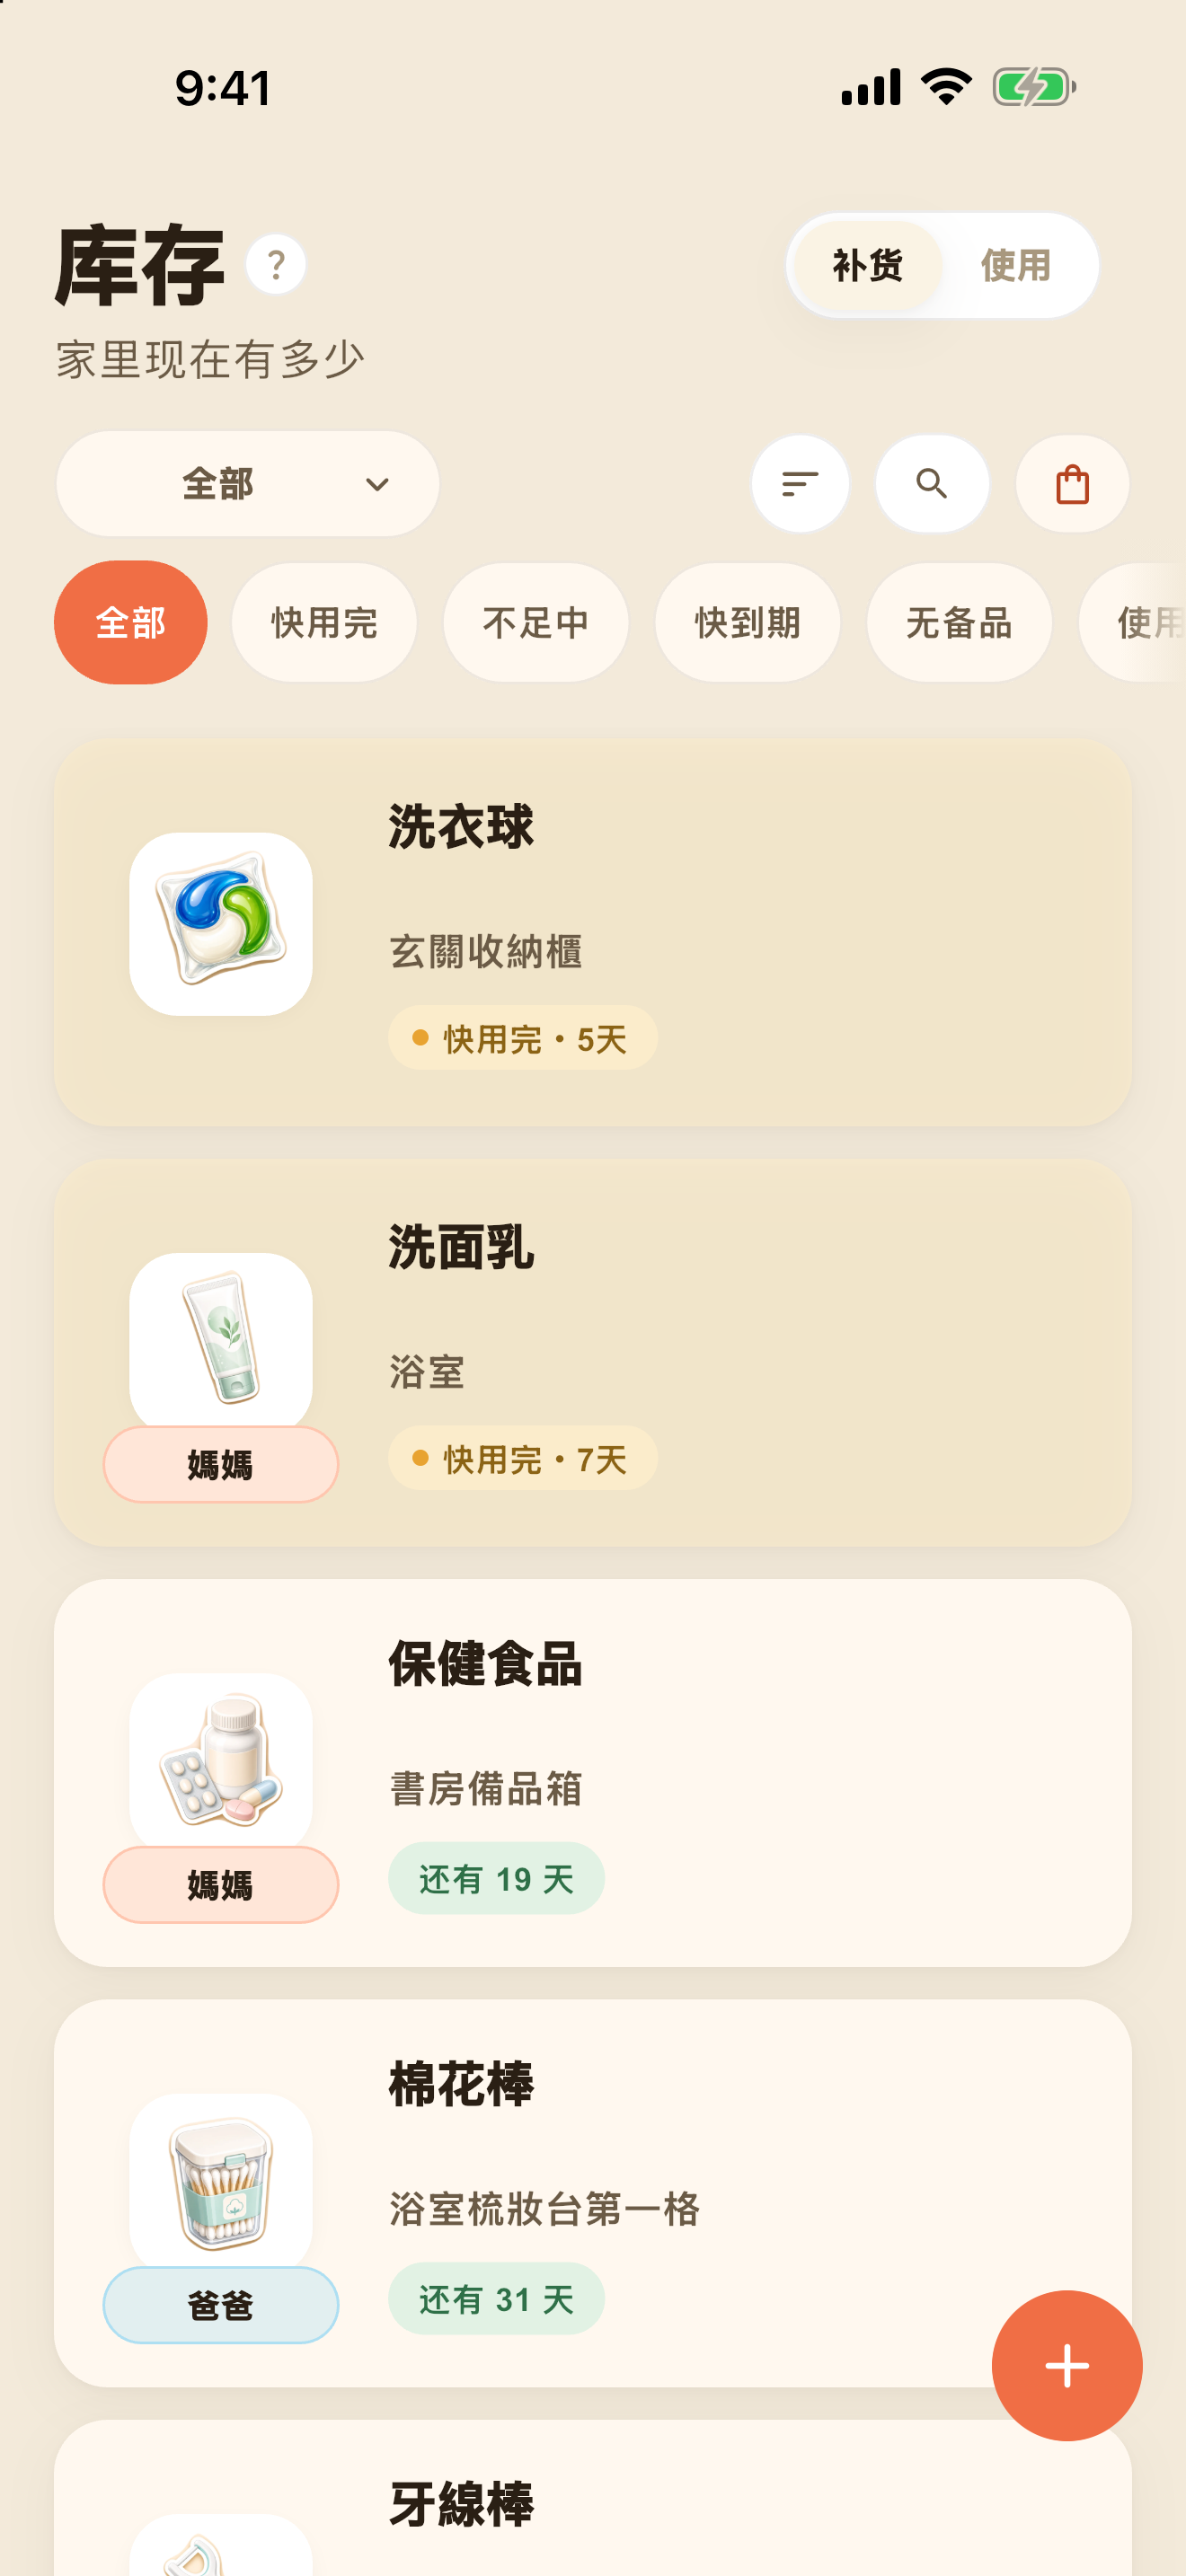 9:41
库存 ?
补货 使用
家里现在有多少
全部
全部 快用完 不足中 快到期 无备品 使用
洗衣球
玄關收納櫃
快用完・5天
洗面乳
浴室
快用完・7天
媽媽
保健食品
書房備品箱
还有 19 天
媽媽
棉花棒
浴室梳妝台第一格
还有 31 天
爸爸
牙線棒